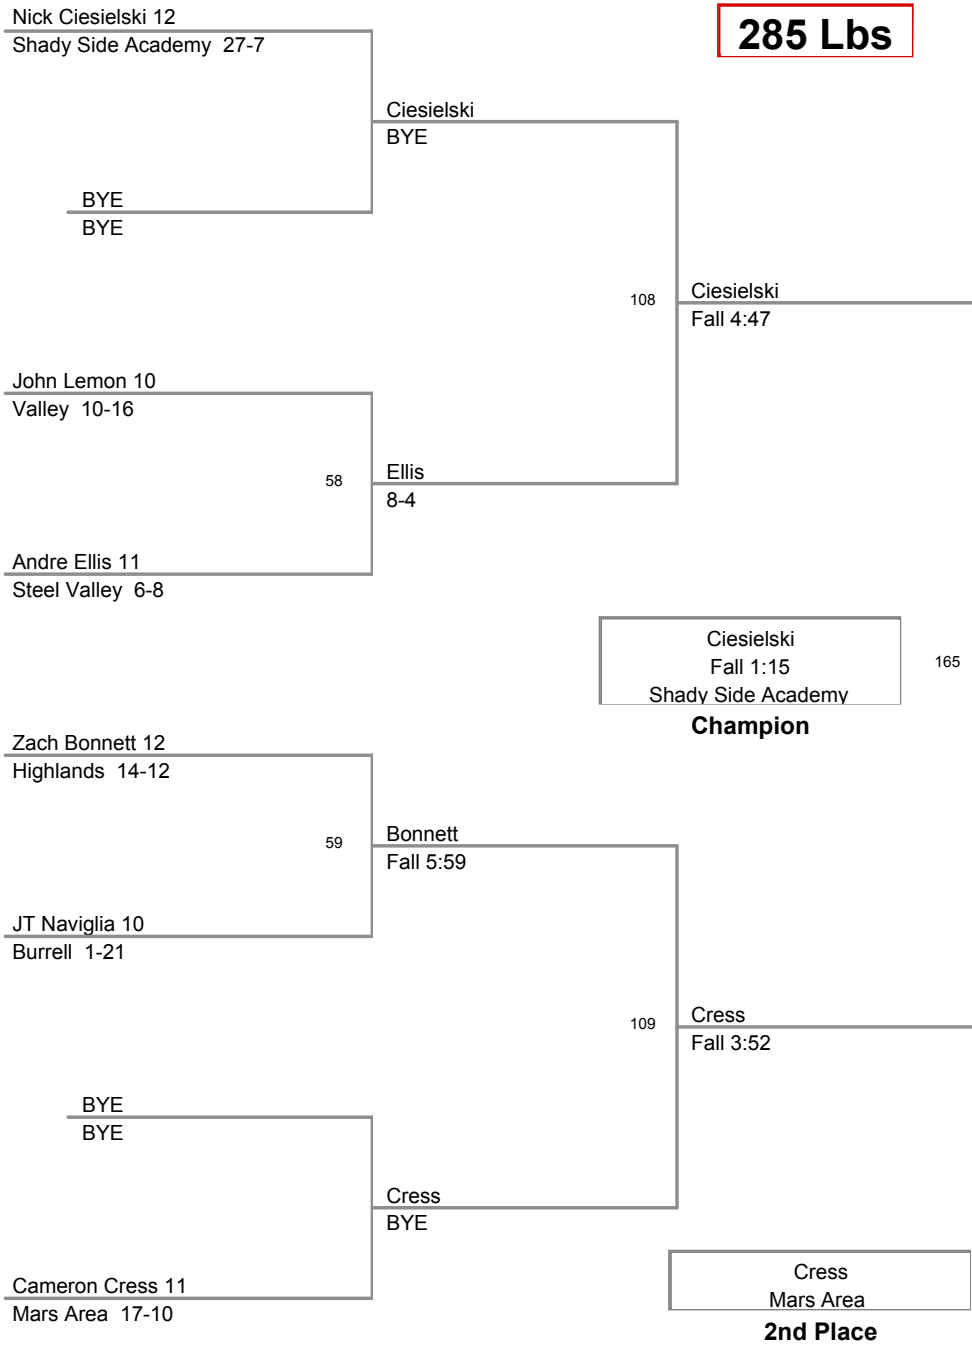 Nick Ciesielski 12
285 Lbs
Shady Side Academy  27-7
Ciesielski
BYE
BYE
BYE
108
Ciesielski
Fall 4:47
John Lemon 10
Valley  10-16
58
Ellis
8-4
Andre Ellis 11
Steel Valley  6-8
Ciesielski
Fall 1:15
Shady Side Academy
165
Champion
Zach Bonnett 12
Highlands  14-12
59
Bonnett
Fall 5:59
JT Naviglia 10
Burrell  1-21
109
Cress
Fall 3:52
BYE
BYE
Cress
BYE
Cameron Cress 11
Mars Area  17-10
Cress
Mars Area
2nd Place